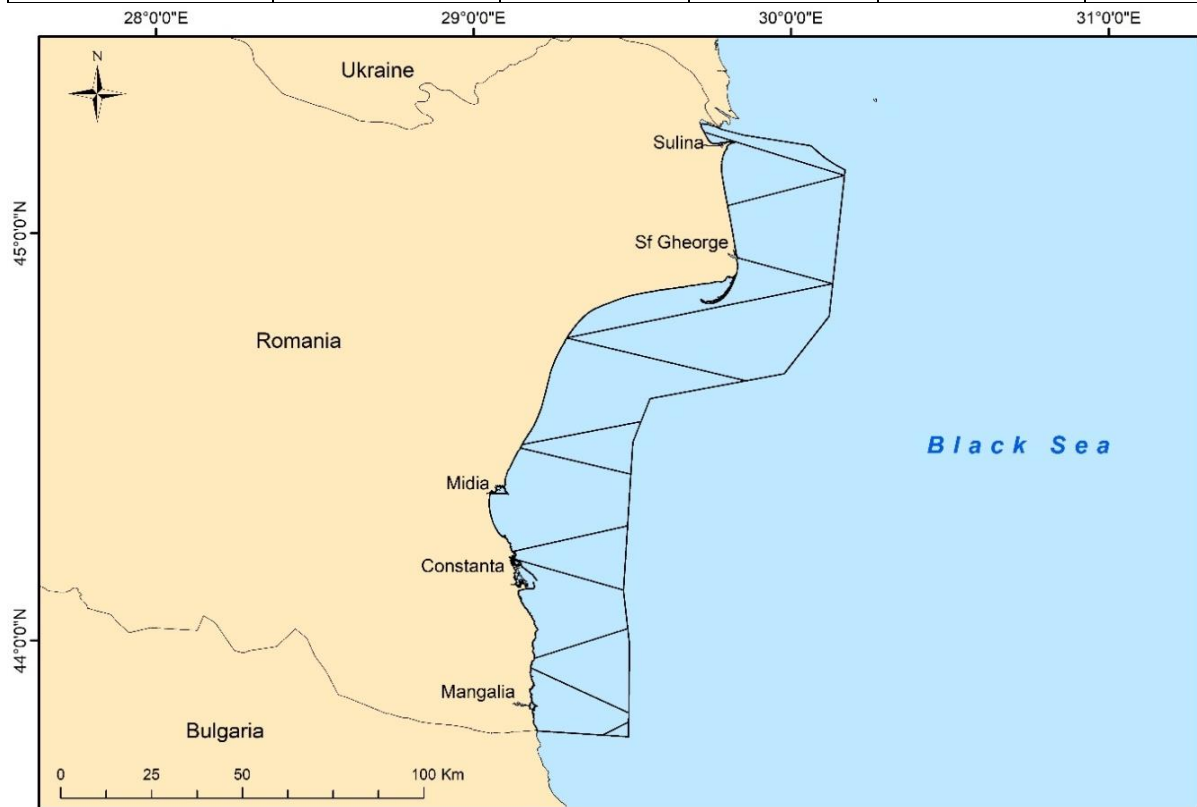 28°0'0"E 29°0'0"E 30°0'0"E 31°0'0"E
N
Ukraine
Sulina
45°0'0"N
Sf Gheorge
Romania
Black Sea
Midia
Constanta
44°0'0"N
Mangalia
Bulgaria
0 25 50 100 Km